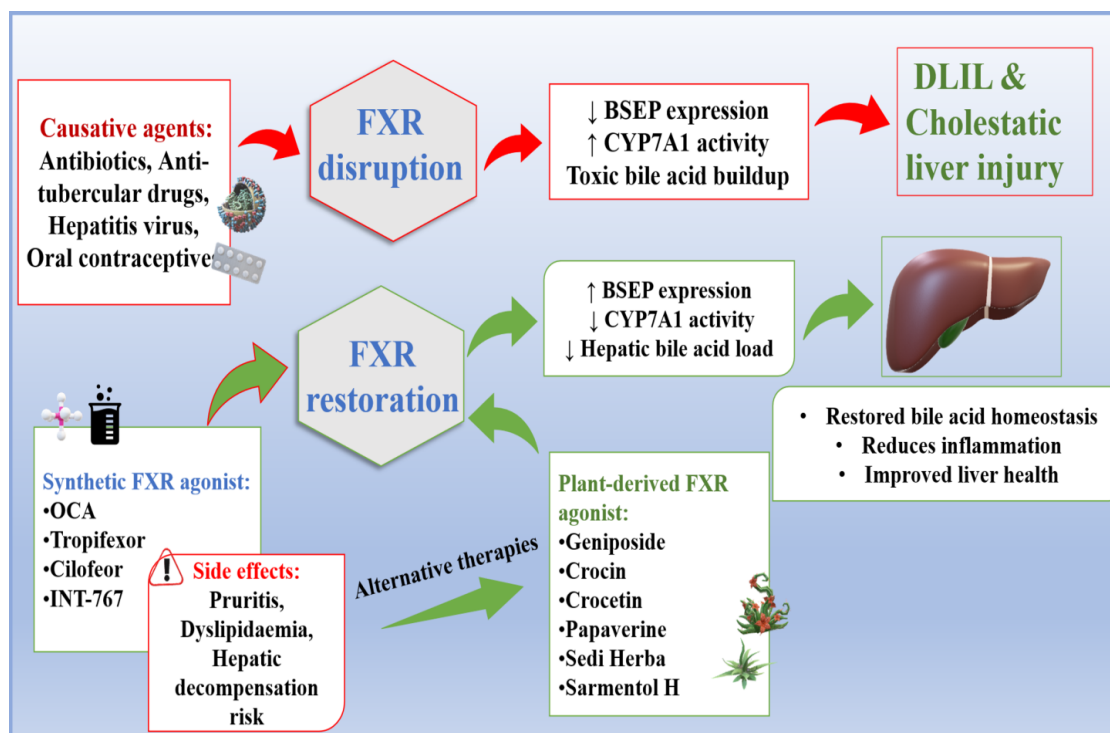 Causative agents:
Antibiotics, Anti-
tubercular drugs,
Hepatitis virus,
Oral contraceptives
FXR
disruption
↓ BSEP expression
↑ CYP7A1 activity
Toxic bile acid buildup
DLIL &
Cholestatic
liver injury
FXR
restoration
↑ BSEP expression
↓ CYP7A1 activity
↓ Hepatic bile acid load
• Restored bile acid homeostasis
• Reduces inflammation
• Improved liver health
Synthetic FXR agonist:
•OCA
•Tropifexor
•Cilofeor
•INT-767
!
Side effects:
Pruritis,
Dyslipidaemia,
Hepatic
decompensation
risk
Alternative therapies
Plant-derived FXR
agonist:
•Geniposide
•Crocin
•Crocetin
•Papaverine
•Sedi Herba
•Sarmentol H